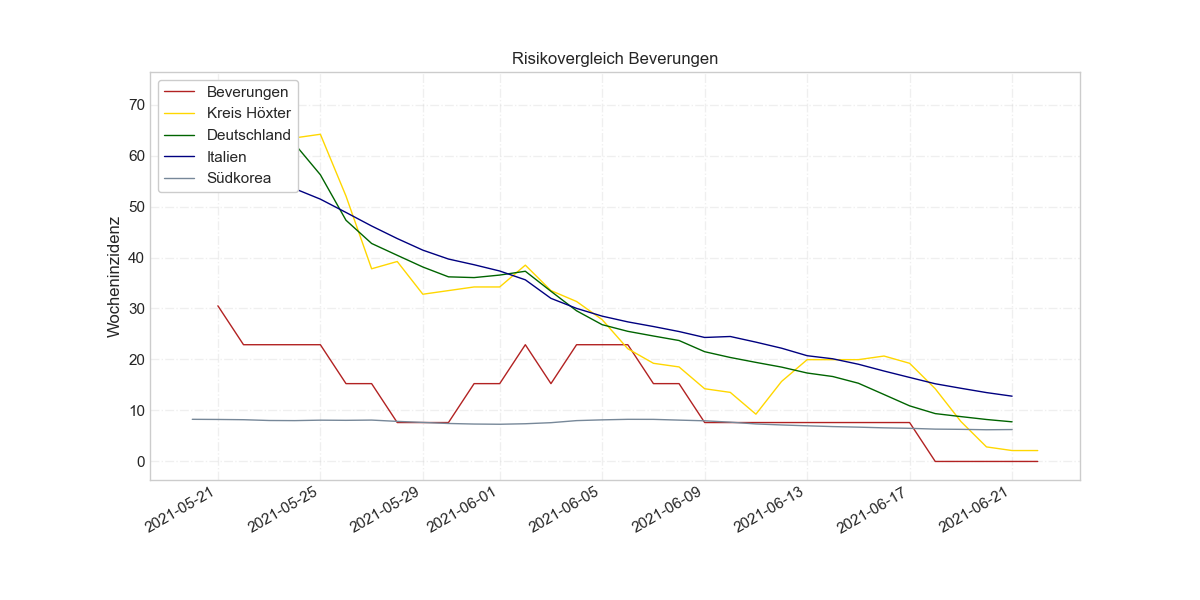 Risikovergleich Beverungen
Beverungen
Kreis Höxter
Deutschland
Italien
Südkorea
Wocheninzidenz
70
60
50
40
30
20
10
0
2021-05-21
2021-05-25
2021-05-29
2021-06-01
2021-06-05
2021-06-09
2021-06-13
2021-06-17
2021-06-21